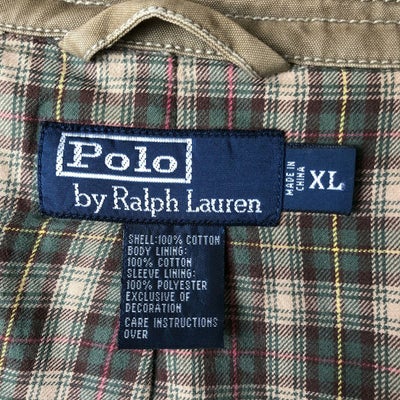 Polo
by Ralph Lauren
MADE IN
CHINA
XL
SHELL:100% COTTON
BODY LINING:
100% COTTON
SLEEVE LINING:
100% POLYESTER
EXCLUSIVE OF
DECORATION
CARE INSTRUCTIONS
OVER